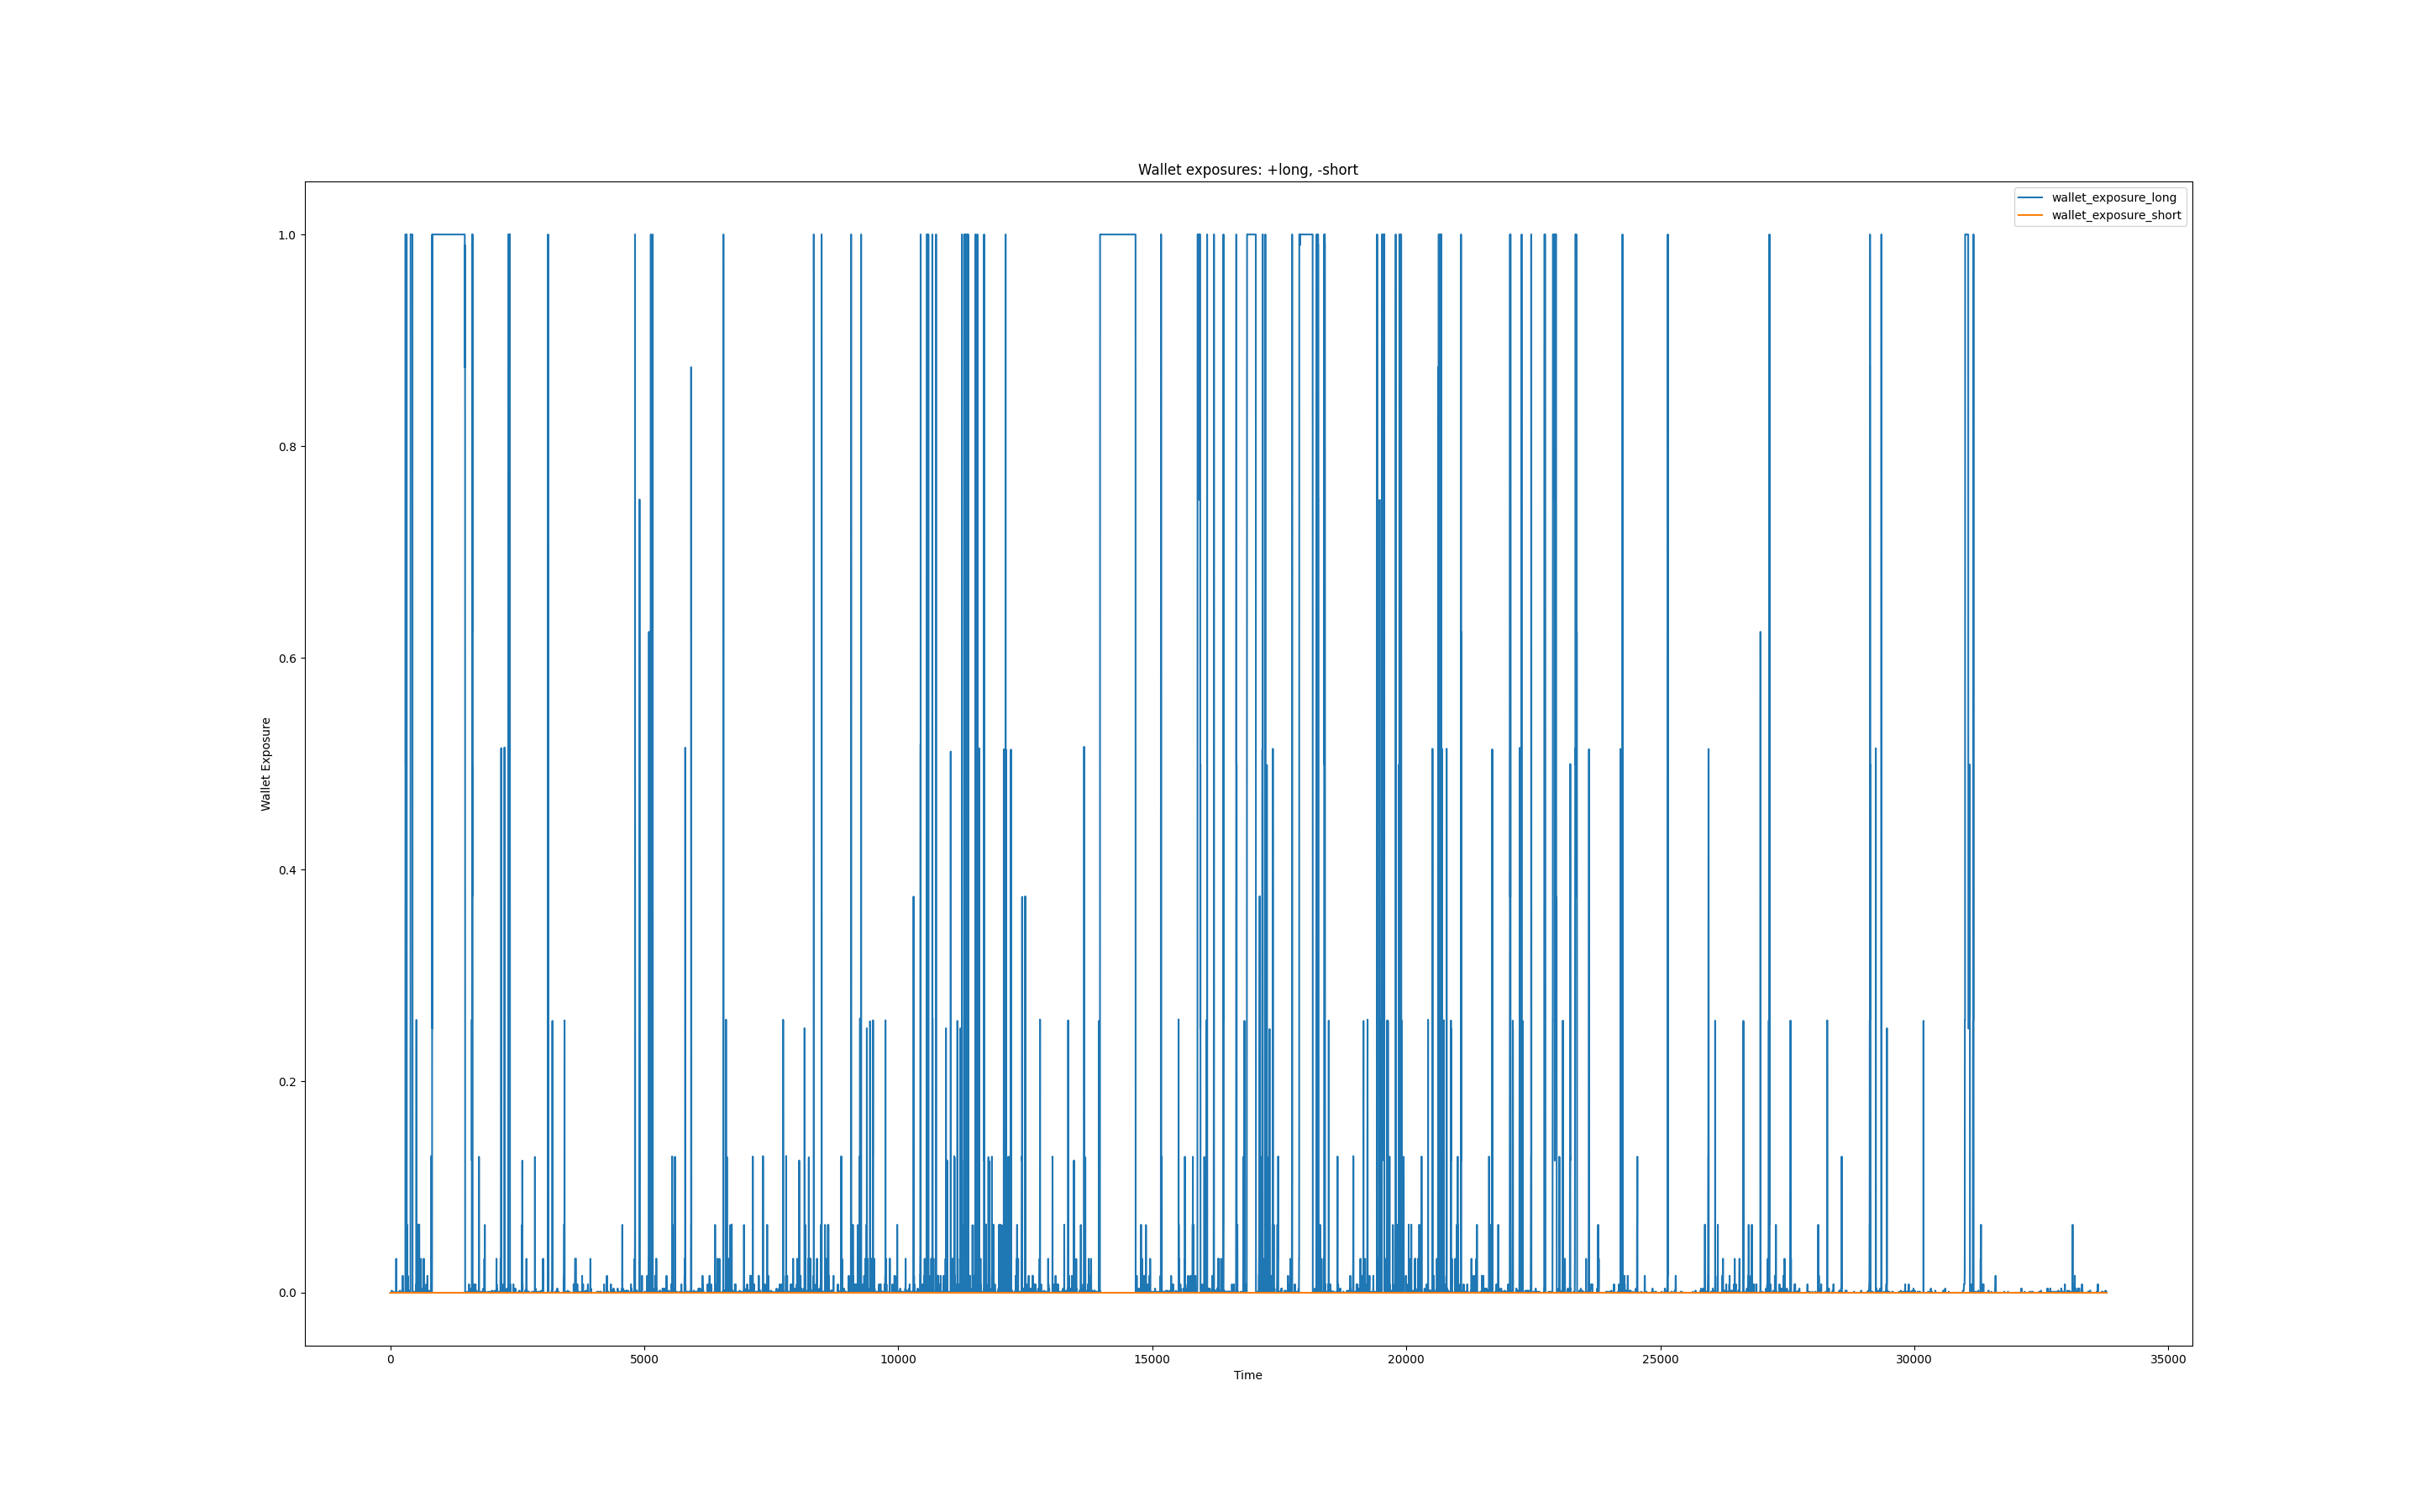 Wallet exposures: +long, -short
wallet_exposure_long
wallet_exposure_short
1.0
0.8
0.6
0.4
0.2
0.0
Wallet Exposure
0 5000 10000 15000 20000 25000 30000 35000
Time